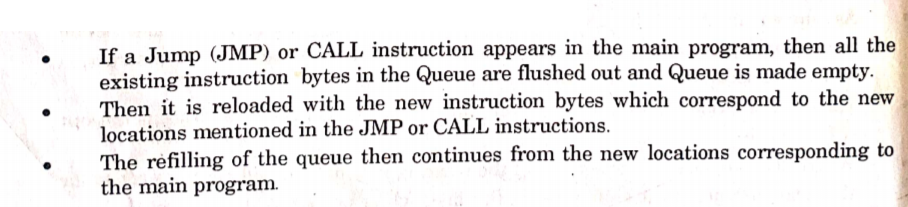 • If a Jump (JMP) or CALL instruction appears in the main program, then all the
existing instruction bytes in the Queue are flushed out and Queue is made empty.
• Then it is reloaded with the new instruction bytes which correspond to the new
locations mentioned in the JMP or CALL instructions.
• The refilling of the queue then continues from the new locations corresponding to
the main program.